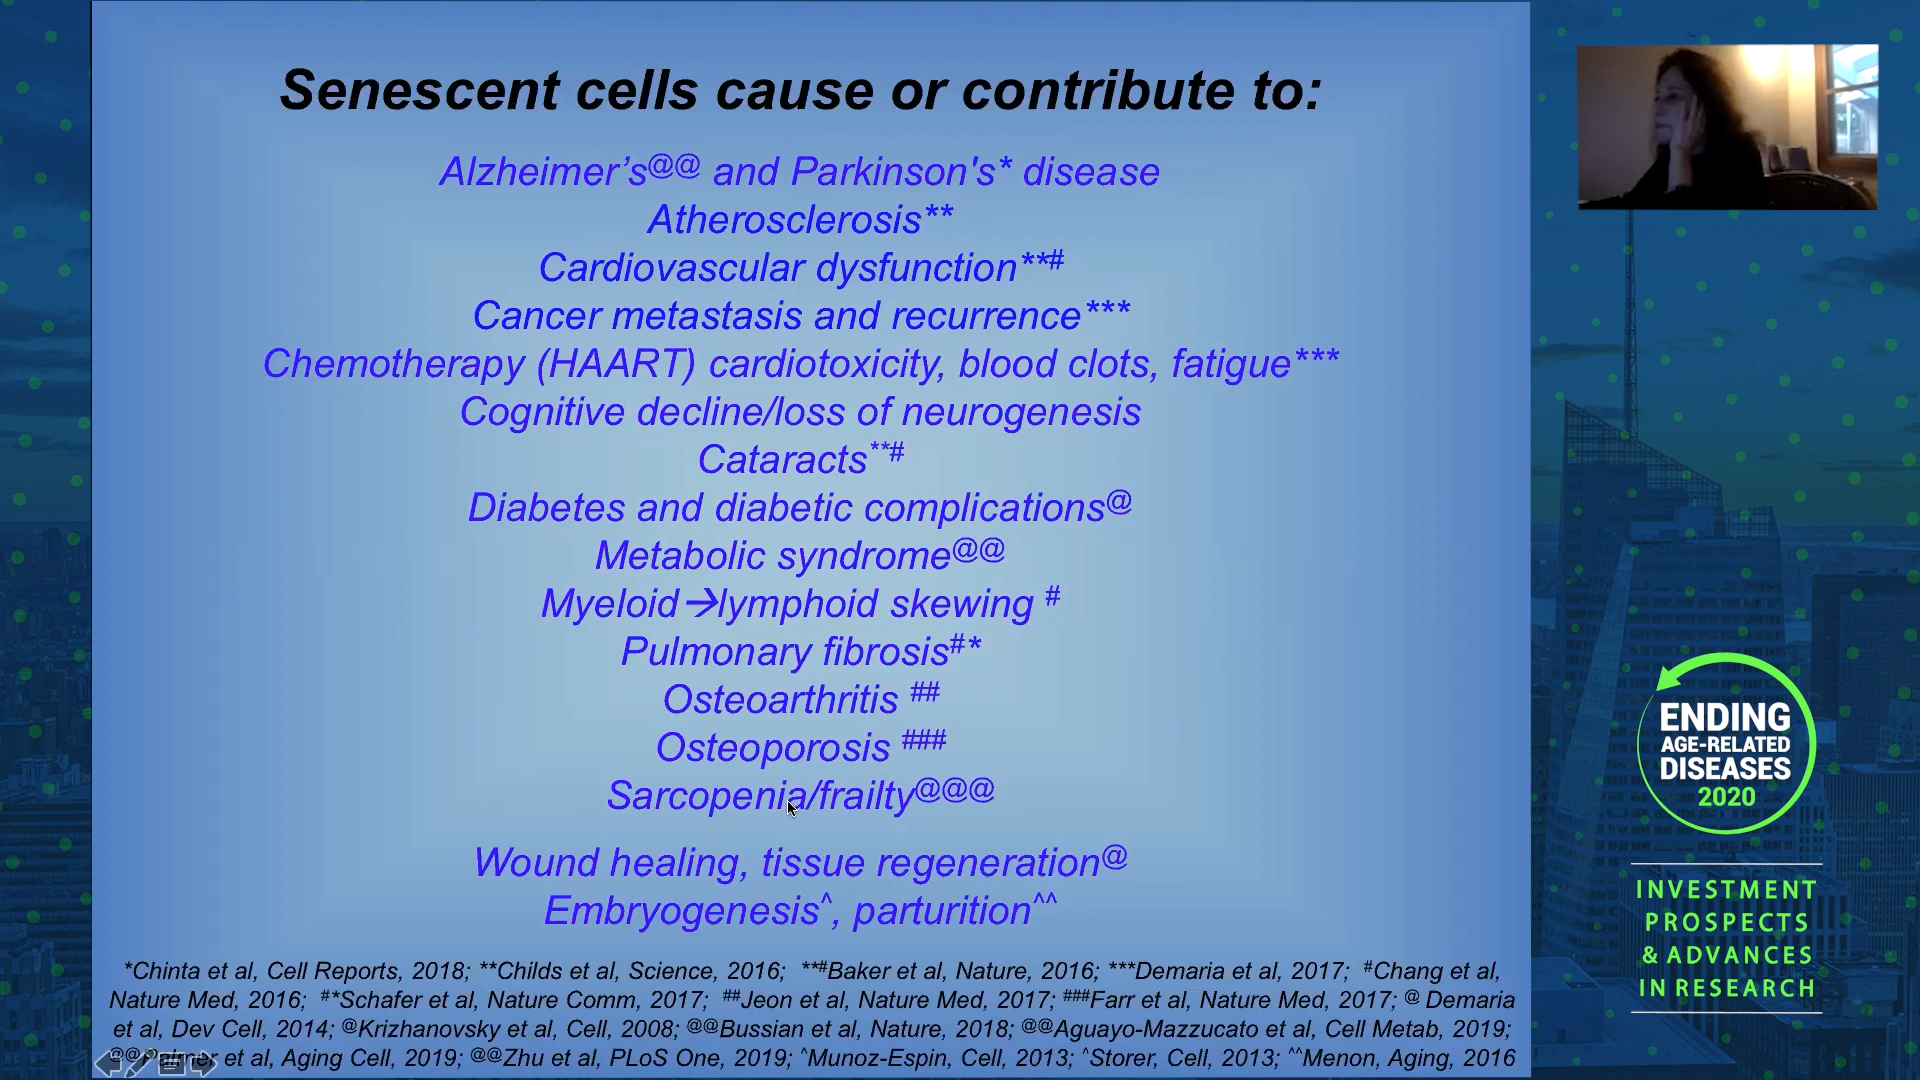 Senescent cells cause or contribute to:
Alzheimer’s@@ and Parkinson's* disease
Atherosclerosis**
Cardiovascular dysfunction**#
Cancer metastasis and recurrence***
Chemotherapy (HAART) cardiotoxicity, blood clots, fatigue***
Cognitive decline/loss of neurogenesis
Cataracts**#
Diabetes and diabetic complications@
Metabolic syndrome@@
Myeloid→lymphoid skewing #
Pulmonary fibrosis#*
Osteoarthritis ##
Osteoporosis ###
Sarcopenia/frailty@@@
Wound healing, tissue regeneration@
Embryogenesis^, parturition^^
*Chinta et al, Cell Reports, 2018; **Childs et al, Science, 2016; **#Baker et al, Nature, 2016; ***Demaria et al, 2017; #Chang et al,
Nature Med, 2016; #*Schafer et al, Nature Comm, 2017; ##Jeon et al, Nature Med, 2017; ###Farr et al, Nature Med, 2017; @ Demaria
et al, Dev Cell, 2014; @Krizhanovsky et al, Cell, 2008; @@Bussian et al, Nature, 2018; @@Aguayo-Mazzucato et al, Cell Metab, 2019;
@@Palmer et al, Aging Cell, 2019; @@Zhu et al, PLoS One, 2019; ^Munoz-Espin, Cell, 2013; ^Storer, Cell, 2013; ^^Menon, Aging, 2016
ENDING
AGE-RELATED
DISEASES
2020
INVESTMENT
PROSPECTS
& ADVANCES
IN RESEARCH